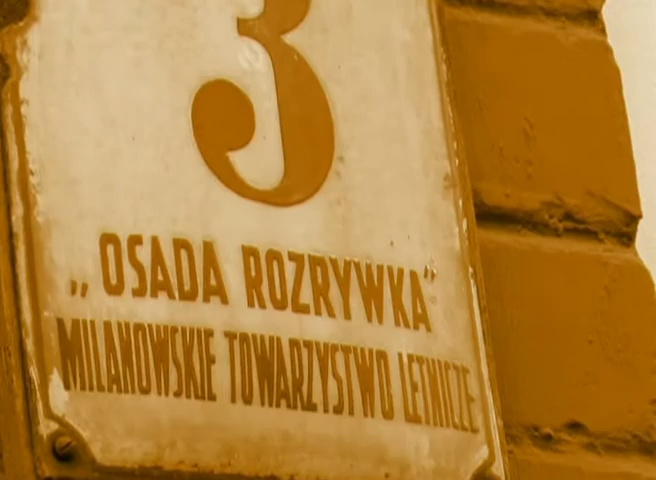 3
„OSADA ROZRYWKA”
MILANOWSKIE TOWARZYSTWO LETNICZE